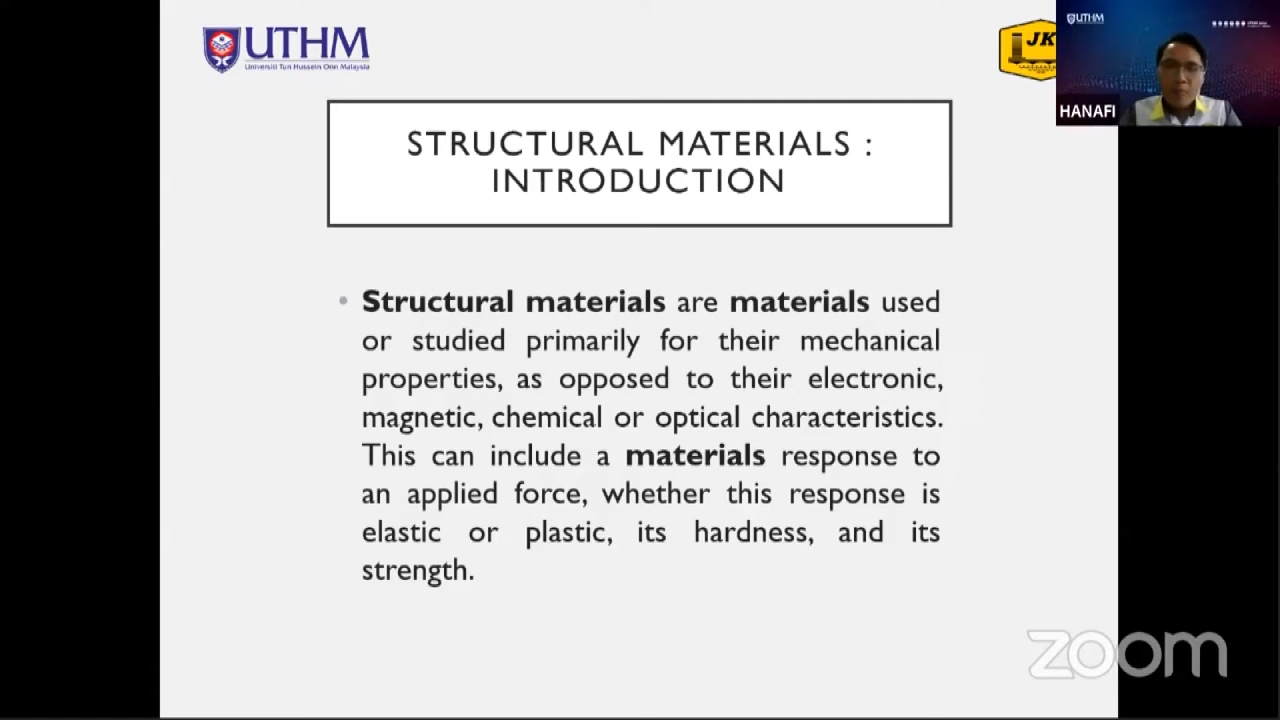 UTHM
Universiti Tun Hussein Onn Malaysia
JK
UTHM
HANAFI
STRUCTURAL MATERIALS :
INTRODUCTION
• Structural materials are materials used
or studied primarily for their mechanical
properties, as opposed to their electronic,
magnetic, chemical or optical characteristics.
This can include a materials response to
an applied force, whether this response is
elastic or plastic, its hardness, and its
strength.
zoom